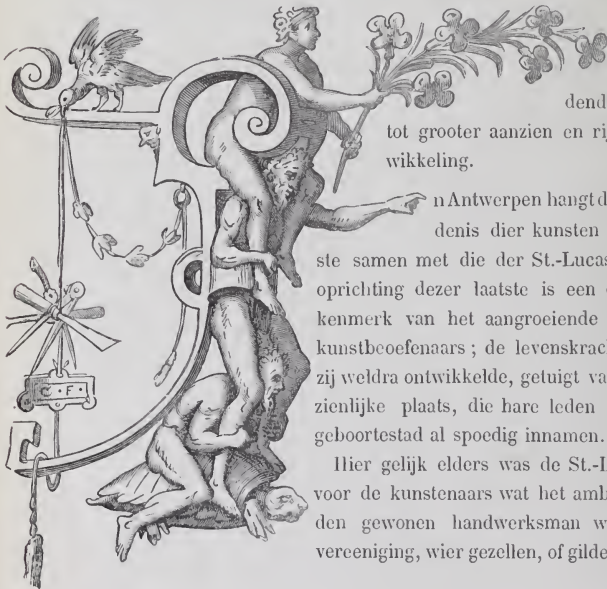 dend
tot grooter aanzien en rij
wikkeling.
n Antwerpen hangt d
denis dier kunsten
ste samen met die der St.-Lucas
oprichting dezer laatste is een
kenmerk van het aangroeiende
kunstbeoefenaars ; de levenskrach
zij weldra ontwikkelde, getuigt va
zienlijke plaats, die hare leden
geboortestad al spoedig innamen.
Hier gelijk elders was de St.-L
voor de kunstenaars wat het amb
den gewonen handwerksman w
vereeniging, wier gezellen, of gilde
C · F ·